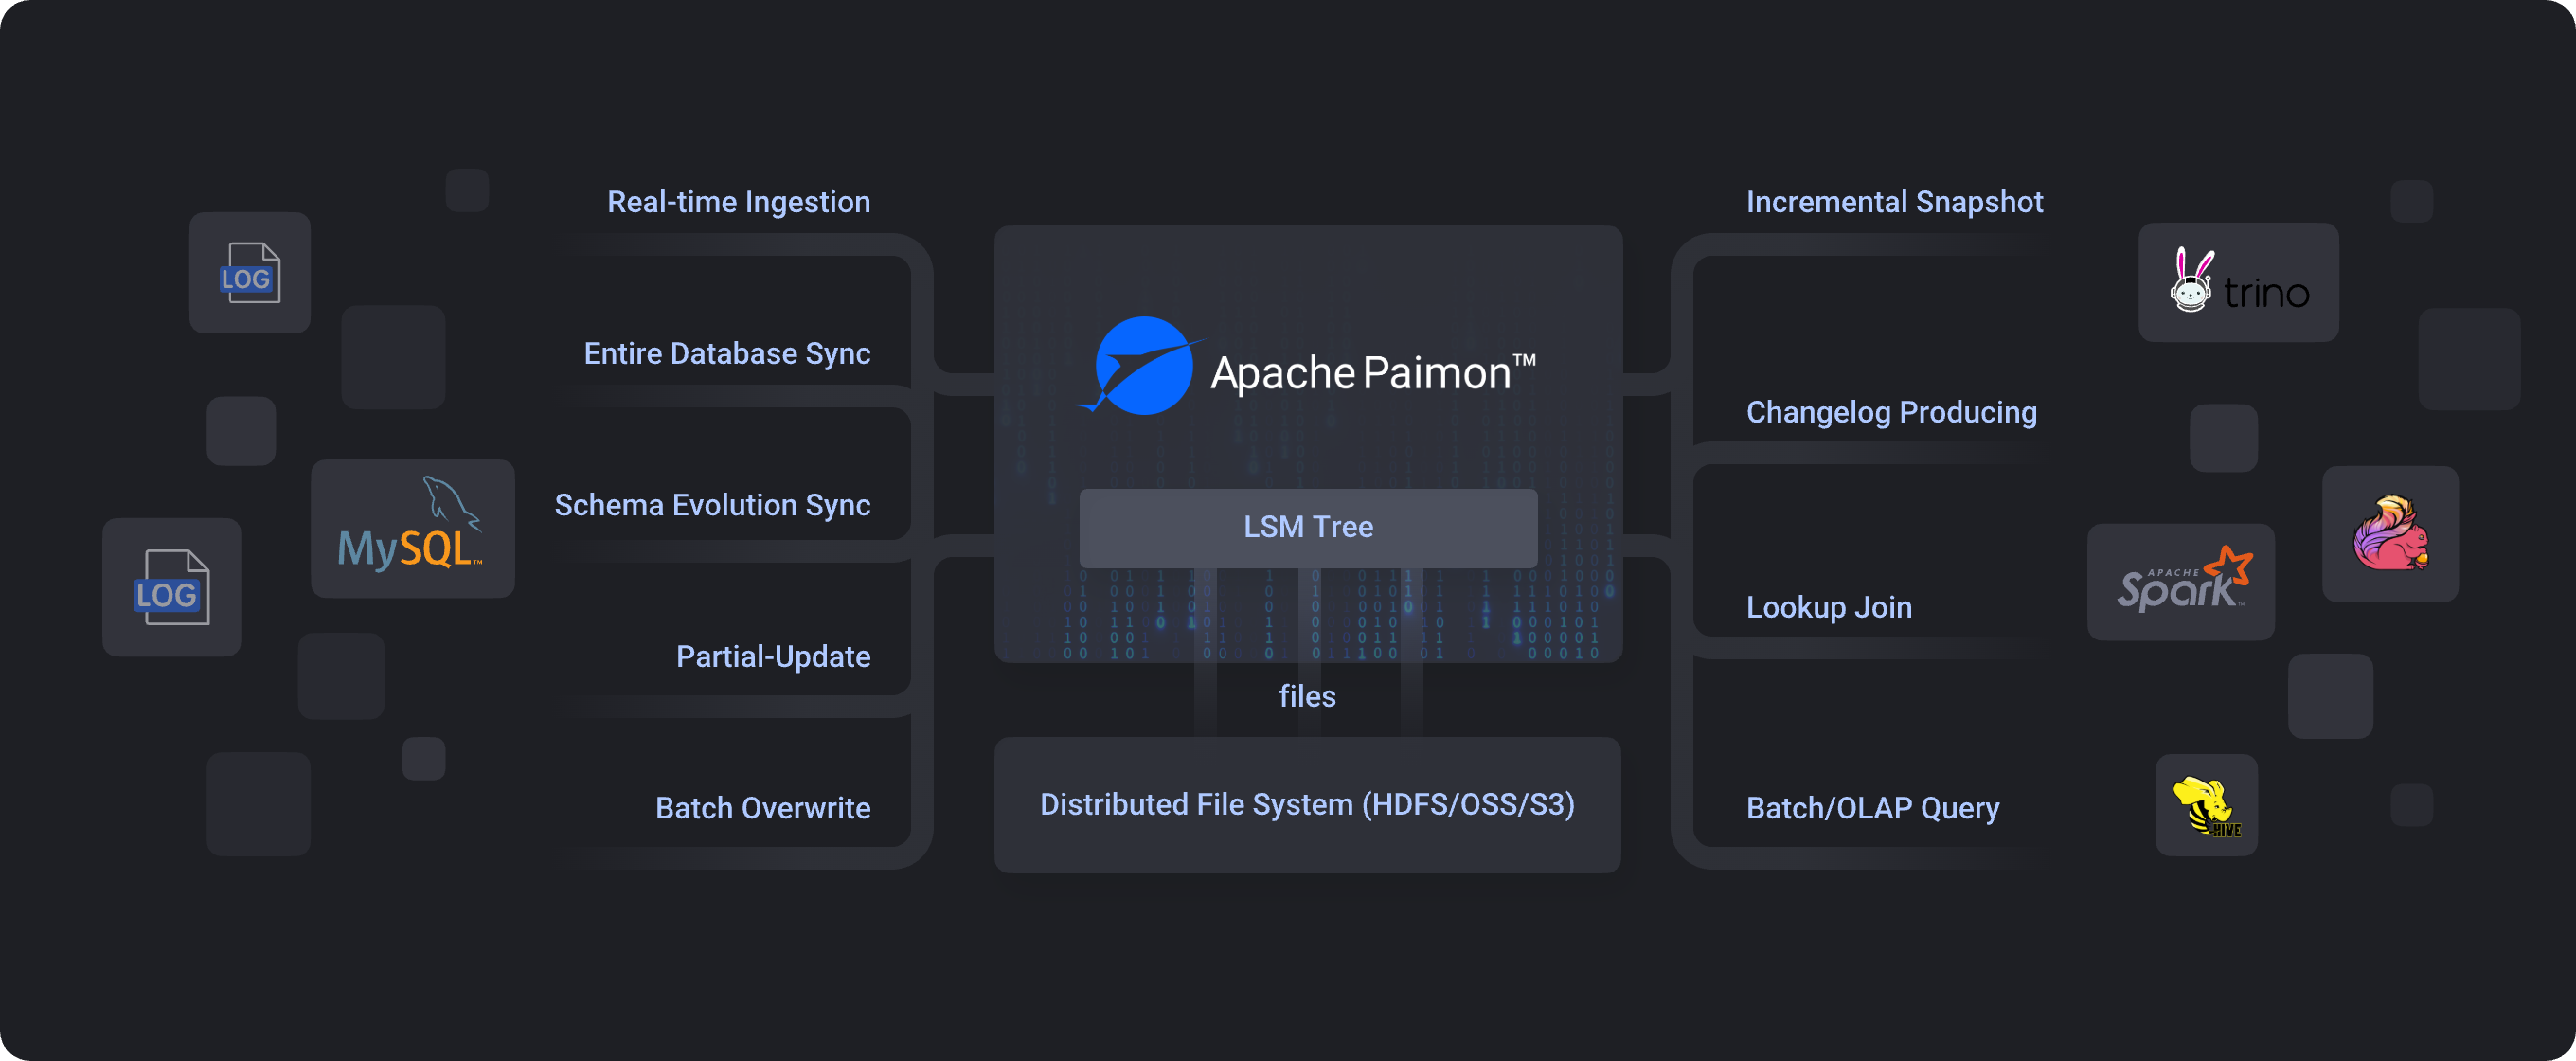 LOG
LOG
MySQL™
Real-time Ingestion
Entire Database Sync
Schema Evolution Sync
Partial-Update
Batch Overwrite
Apache Paimon™
LSM Tree
files
Distributed File System (HDFS/OSS/S3)
Incremental Snapshot
Changelog Producing
Lookup Join
Batch/OLAP Query
trino
APACHE
Spark™
HIVE